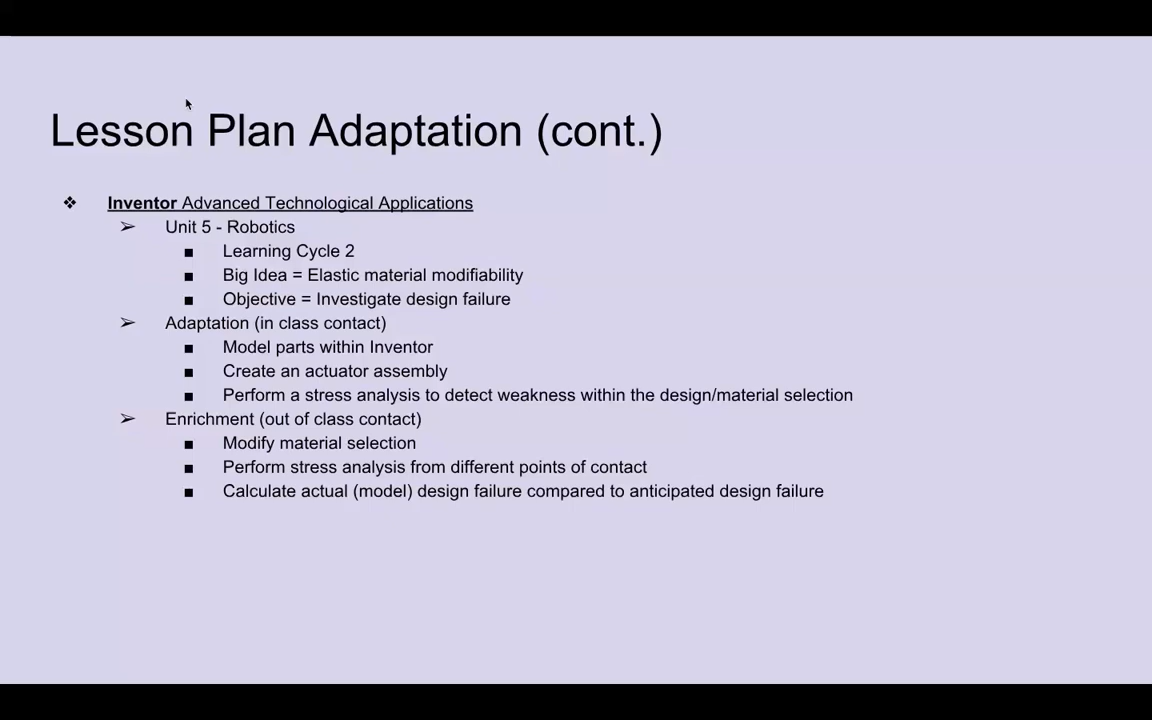 Lesson Plan Adaptation (cont.)
❖ Inventor Advanced Technological Applications
➢ Unit 5 - Robotics
■ Learning Cycle 2
■ Big Idea = Elastic material modifiability
■ Objective = Investigate design failure
➢ Adaptation (in class contact)
■ Model parts within Inventor
■ Create an actuator assembly
■ Perform a stress analysis to detect weakness within the design/material selection
➢ Enrichment (out of class contact)
■ Modify material selection
■ Perform stress analysis from different points of contact
■ Calculate actual (model) design failure compared to anticipated design failure